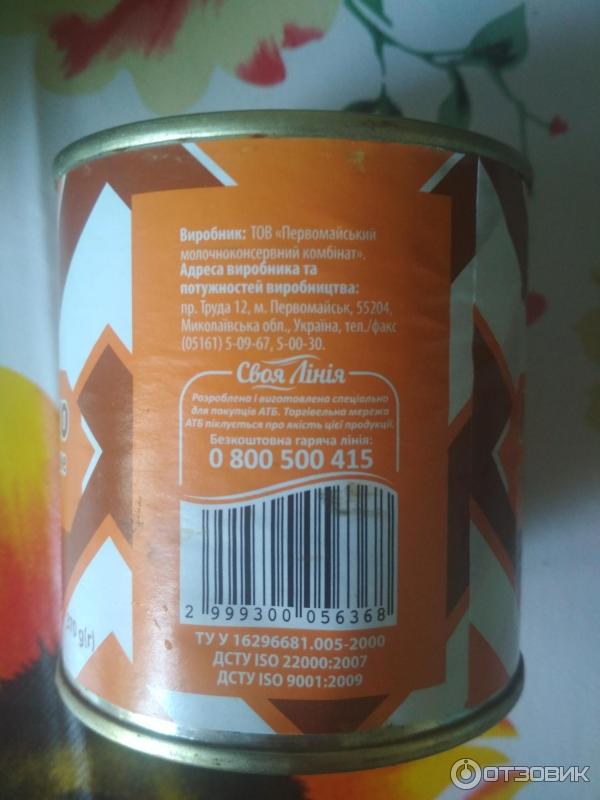 Виробник: ТОВ «Первомайський
молочноконсервний комбінат».
Адреса виробника та
потужностей виробництва:
пр. Труда 12, м. Первомайськ, 55204,
Миколаївська обл., Україна, тел./факс
(05161) 5-09-67, 5-00-30.
Своя Лінія
Розроблена і виготовлена спеціально
для покупців АТБ. Торгівельна мережа
АТБ піклується про якість цієї продукції.
Безкоштовна гаряча лінія:
0 800 500 415
2 999300 056368
ТУ У 16296681.005-2000
ДСТУ ISO 22000:2007
ДСТУ ISO 9001:2009
g(г)
ОТЗОВИК